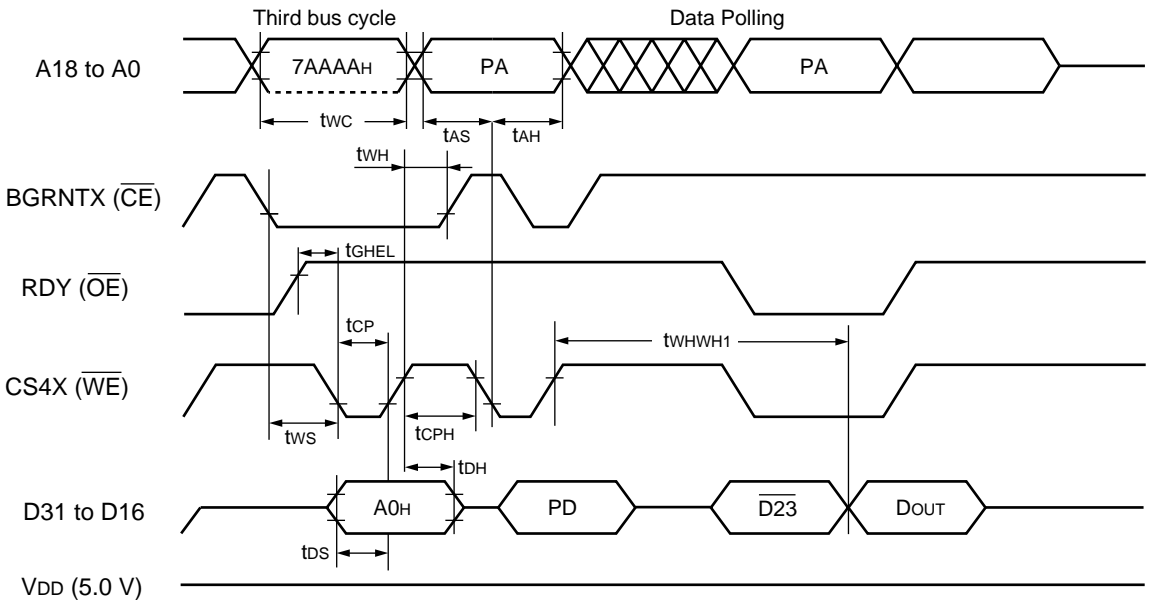 Third bus cycle
Data Polling
A18 to A0
7AAAAH
PA
PA
tWC
tAS
tAH
tWH
BGRNTX (CE)
tGHEL
RDY (OE)
tCP
tWHWH1
CS4X (WE)
tWS
tCPH
tDH
D31 to D16
A0H
PD
D23
DOUT
tDS
VDD (5.0 V)